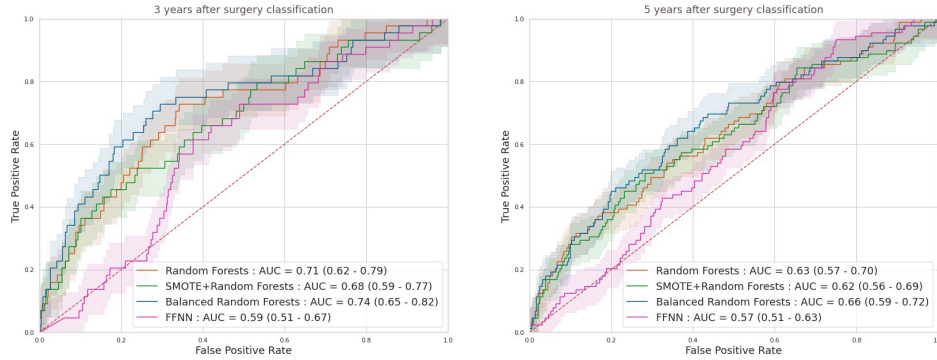 3 years after surgery classification
True Positive Rate
1.0
0.8
0.6
0.4
0.2
0.0
Random Forests : AUC = 0.71 (0.62 - 0.79)
SMOTE+Random Forests : AUC = 0.68 (0.59 - 0.77)
Balanced Random Forests : AUC = 0.74 (0.65 - 0.82)
FFNN : AUC = 0.59 (0.51 - 0.67)
0.0 0.2 0.4 0.6 0.8 1.0
False Positive Rate
5 years after surgery classification
True Positive Rate
1.0
0.8
0.6
0.4
0.2
0.0
Random Forests : AUC = 0.63 (0.57 - 0.70)
SMOTE+Random Forests : AUC = 0.62 (0.56 - 0.69)
Balanced Random Forests : AUC = 0.66 (0.59 - 0.72)
FFNN : AUC = 0.57 (0.51 - 0.63)
0.0 0.2 0.4 0.6 0.8 1.0
False Positive Rate